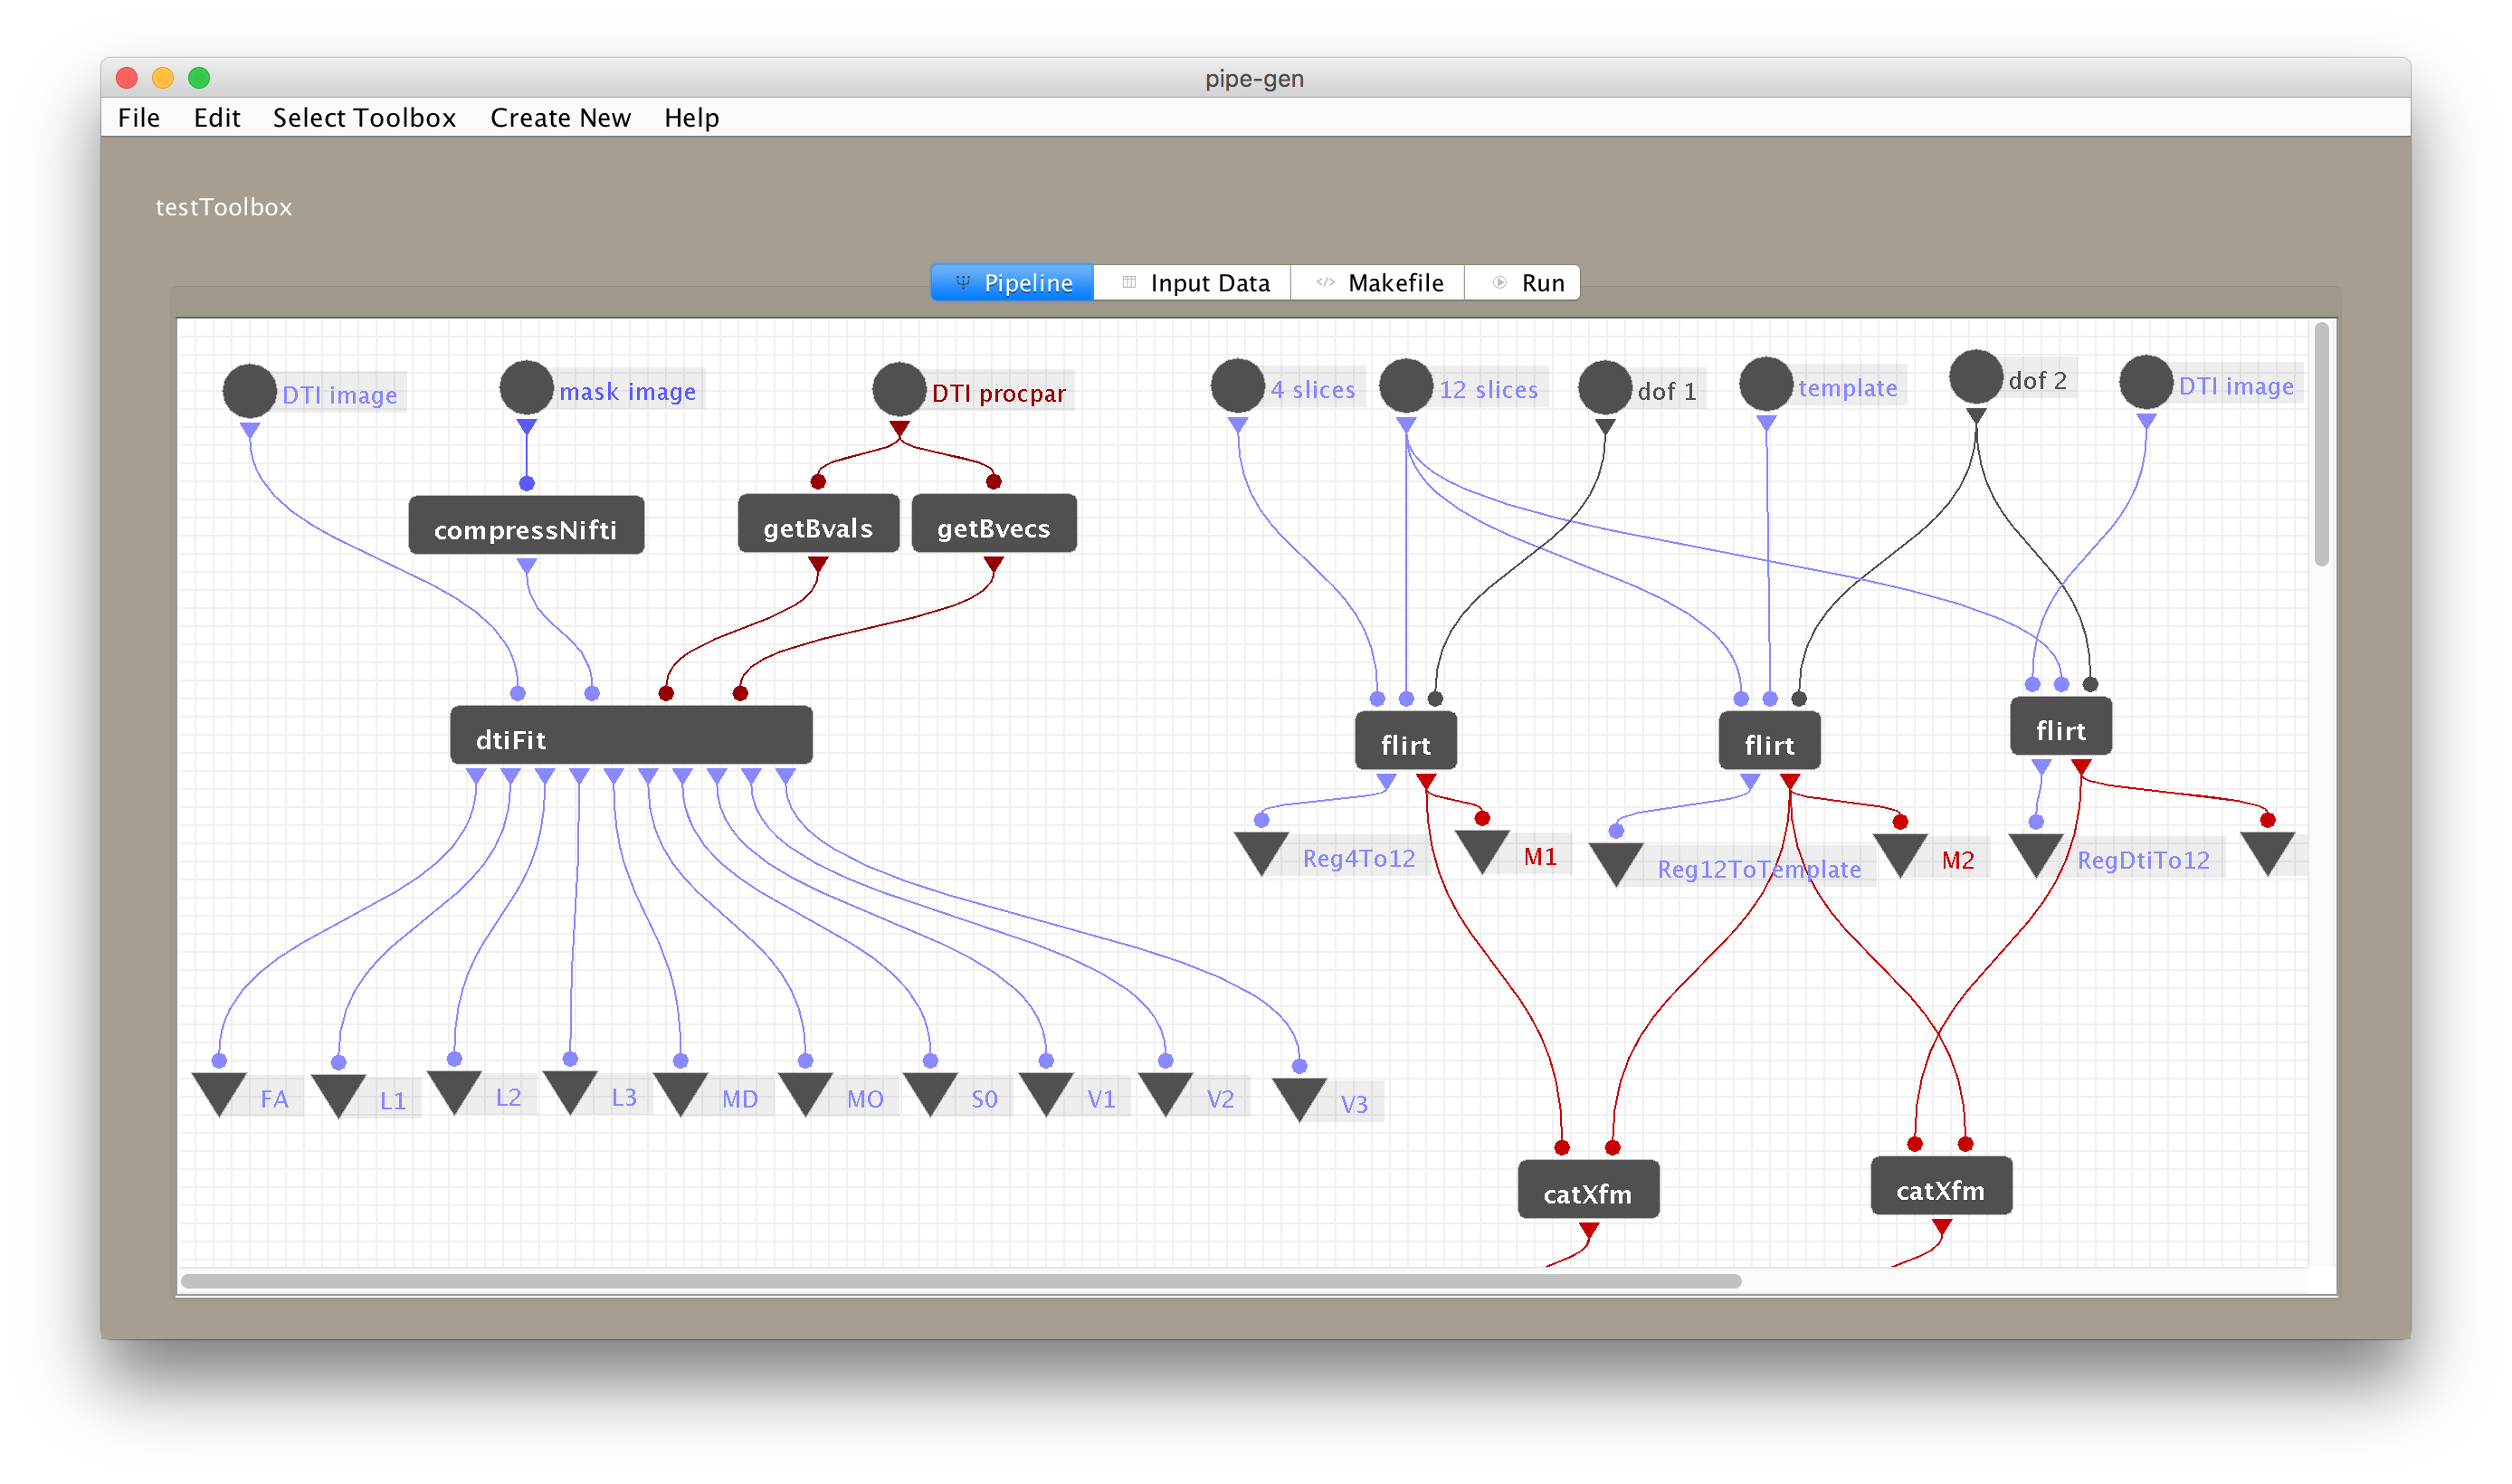 pipe-gen
File Edit Select Toolbox Create New Help
testToolbox
Pipeline Input Data </> Makefile Run
DTI image mask image DTI procpar 4 slices 12 slices dof 1 template dof 2 DTI image
compressNifti getBvals getBvecs
dtiFit flirt flirt flirt
Reg4To12 M1 Reg12ToTemplate M2 RegDtiTo12
FA L1 L2 L3 MD MO S0 V1 V2 V3
catXfm catXfm